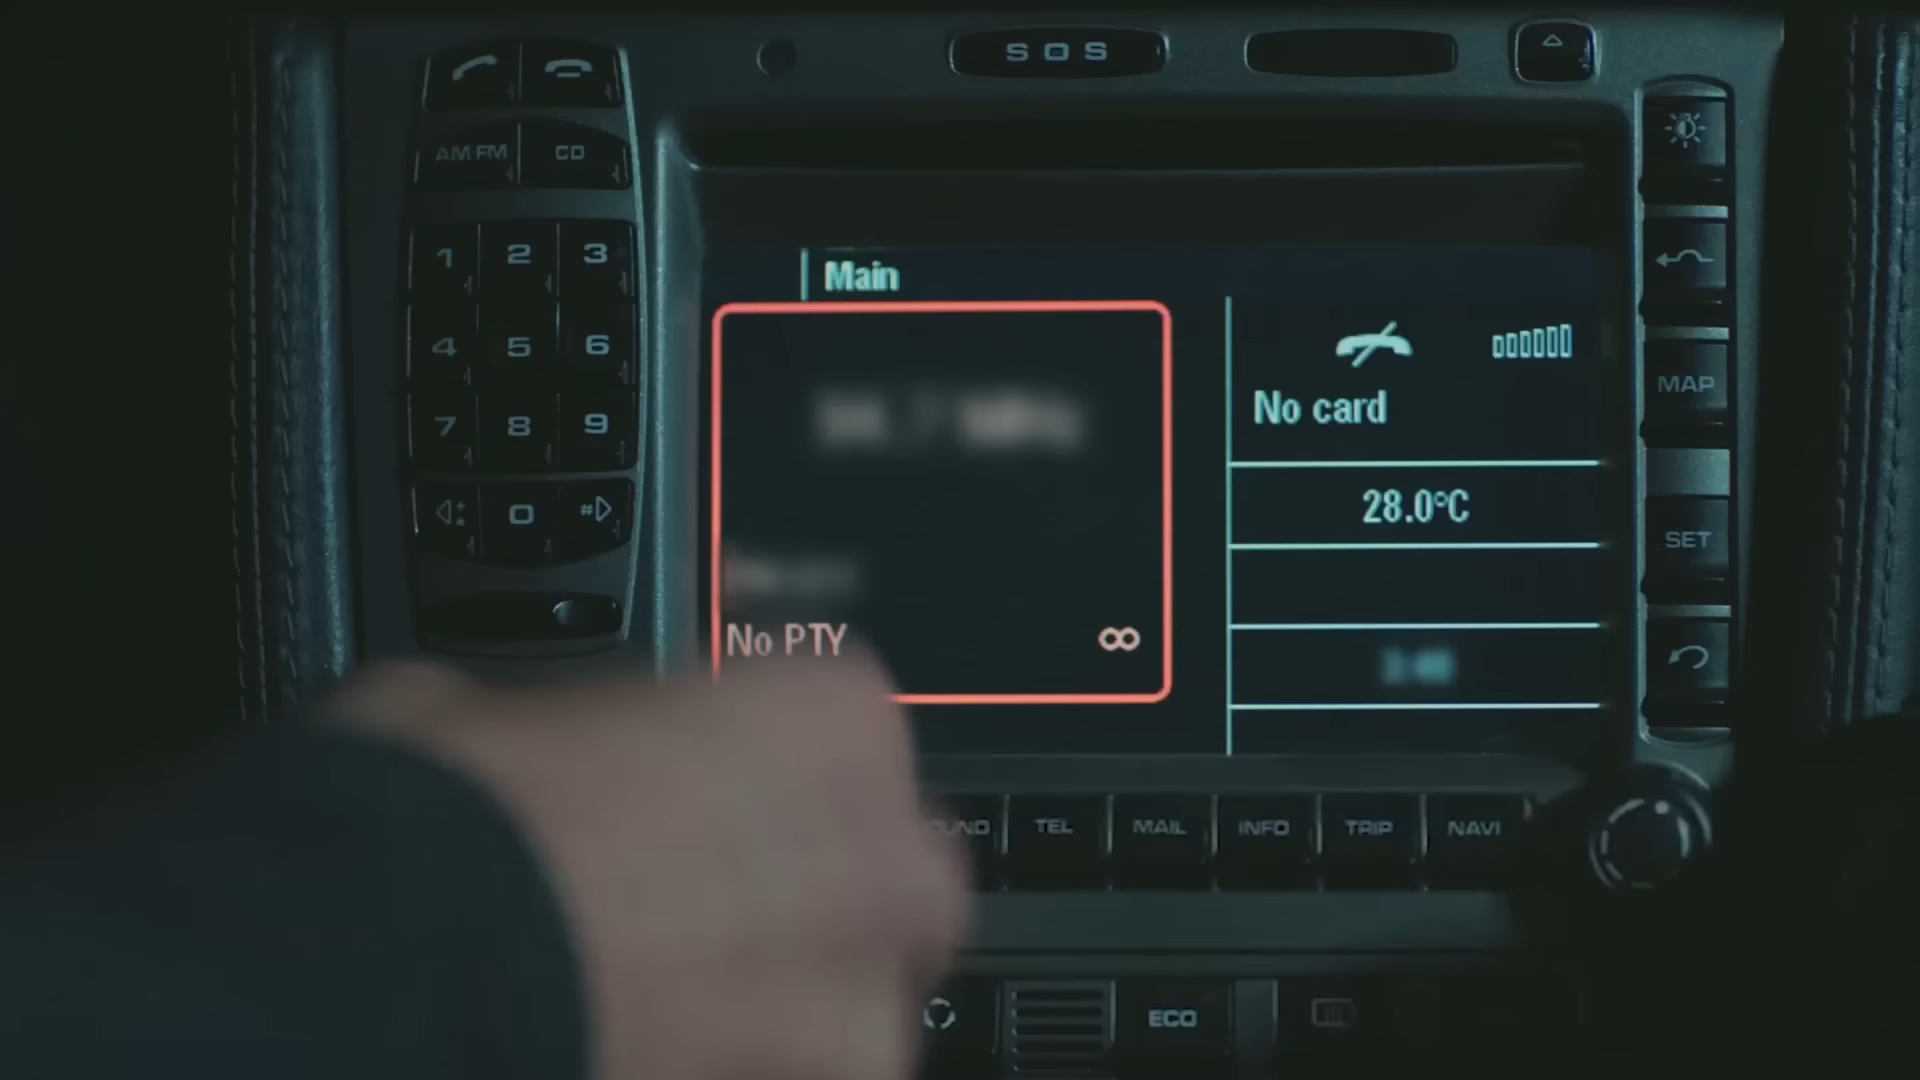 SOS
AM FM CD
1 2 3
4 5 6
7 8 9
* 0 #
Main
No PTY ∞
No card
28.0°C
MAP
SET
TEL MAIL INFO TRIP NAVI
ECO